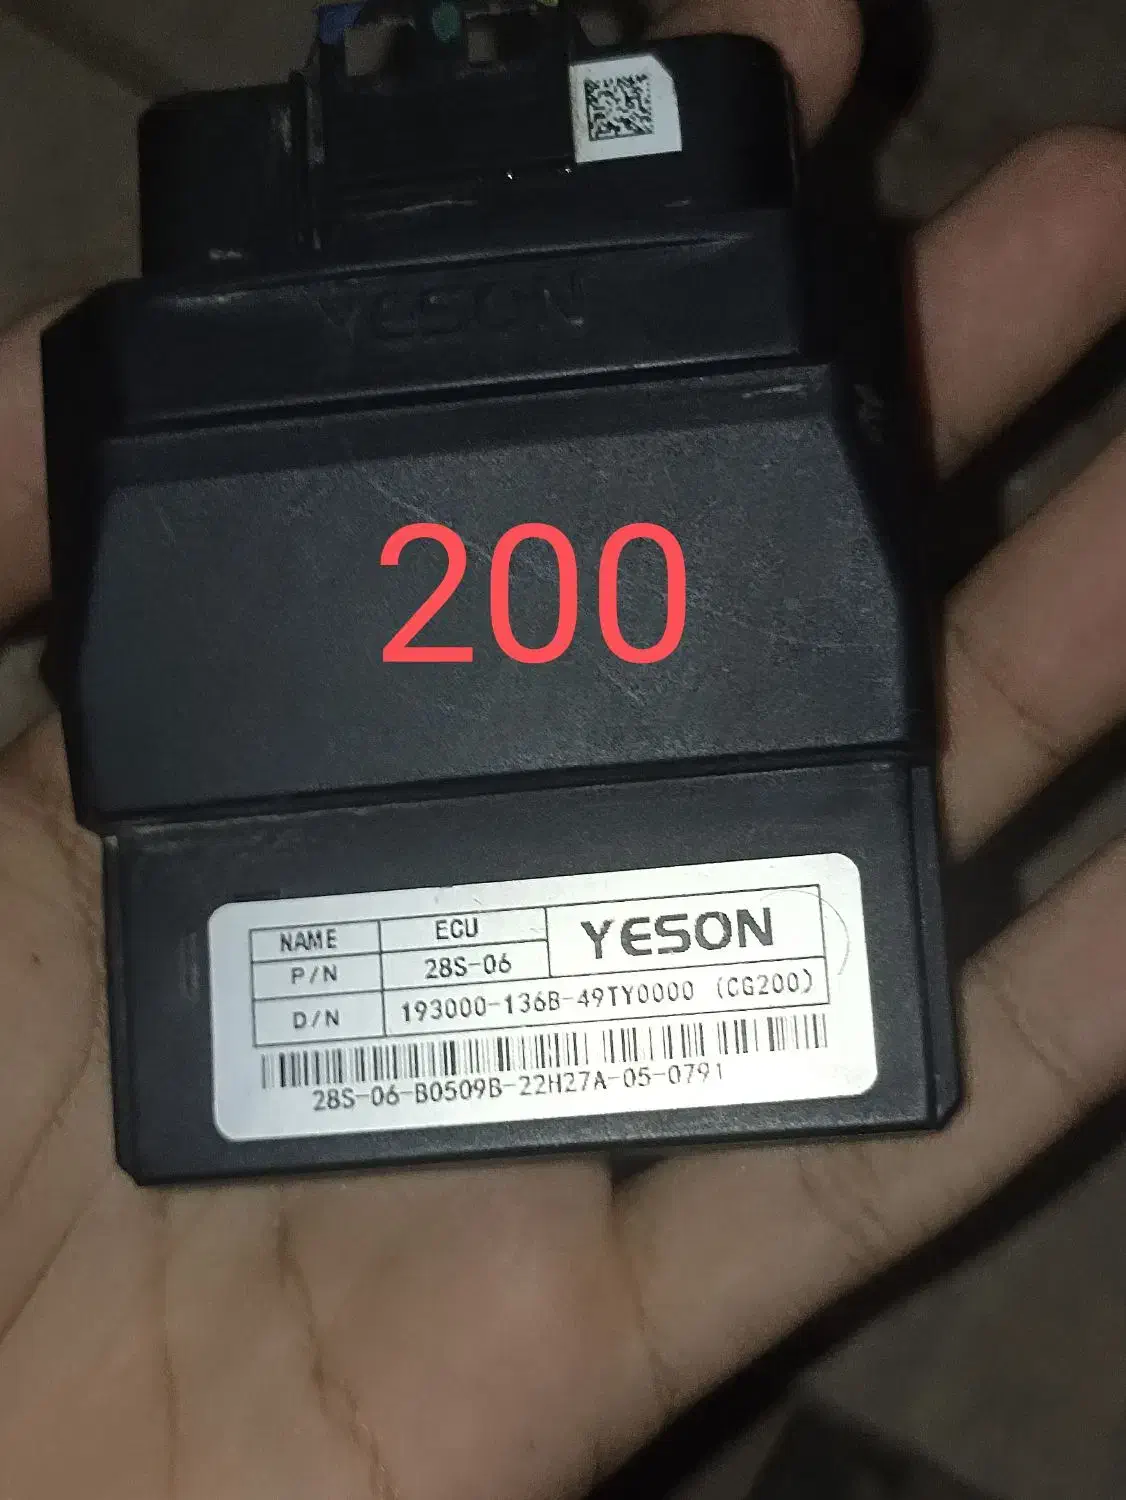 YESON
200
NAME ECU YESON
P/N 28S-06
D/N 193000-136B-49TY0000 (CG200)
28S-06-B0509B-22H27A-05-0791